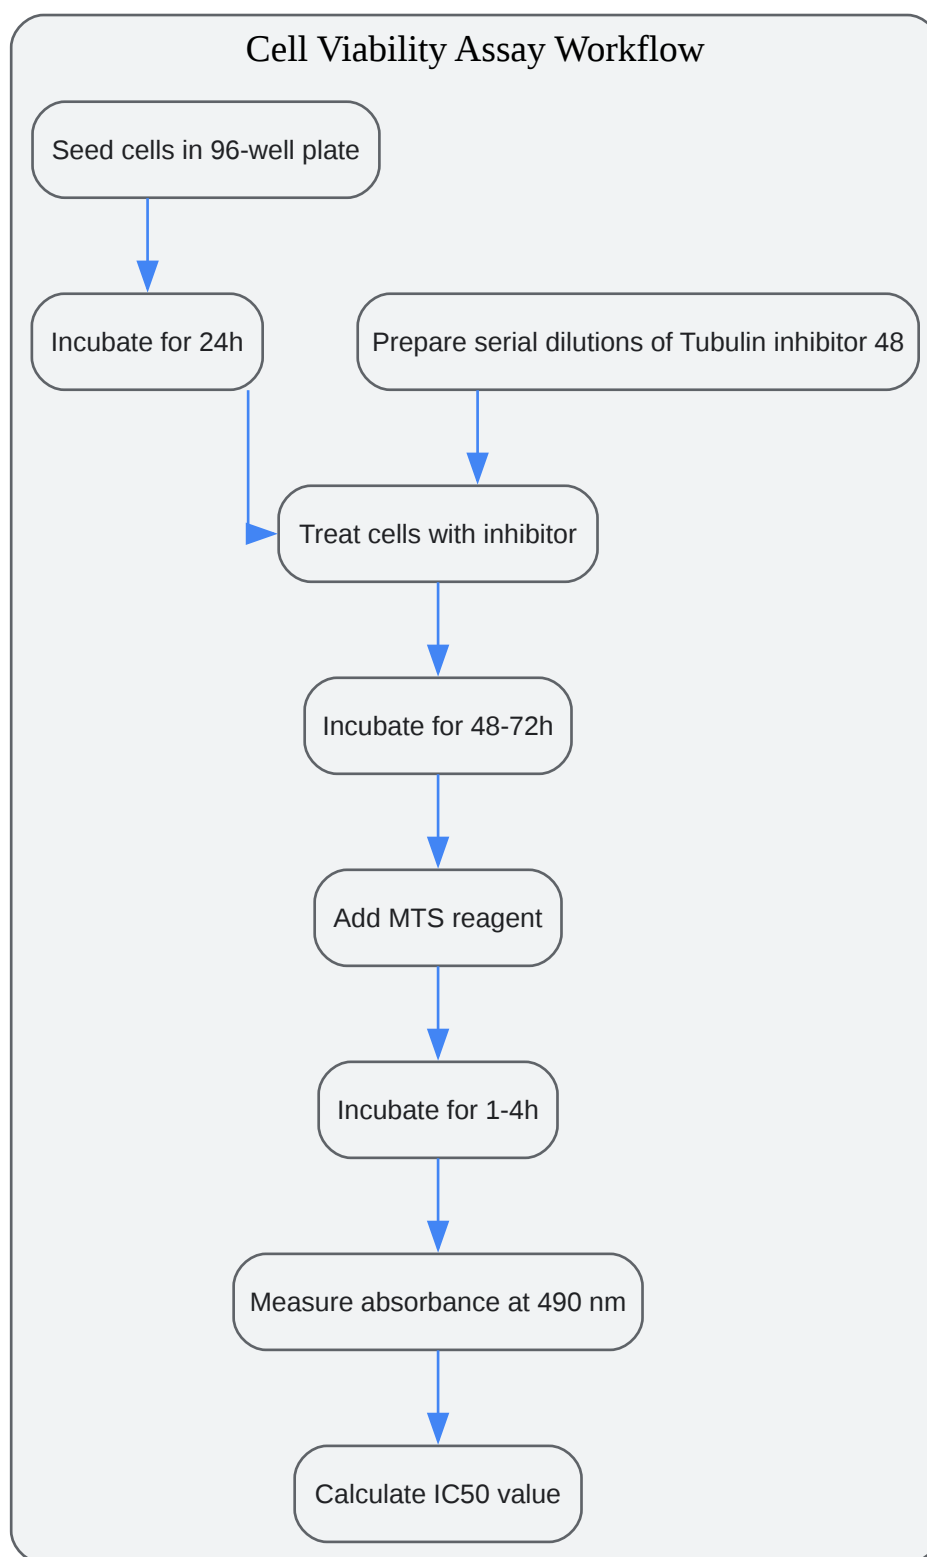 Cell Viability Assay Workflow
Seed cells in 96-well plate
Incubate for 24h
Prepare serial dilutions of Tubulin inhibitor 48
Treat cells with inhibitor
Incubate for 48-72h
Add MTS reagent
Incubate for 1-4h
Measure absorbance at 490 nm
Calculate IC50 value